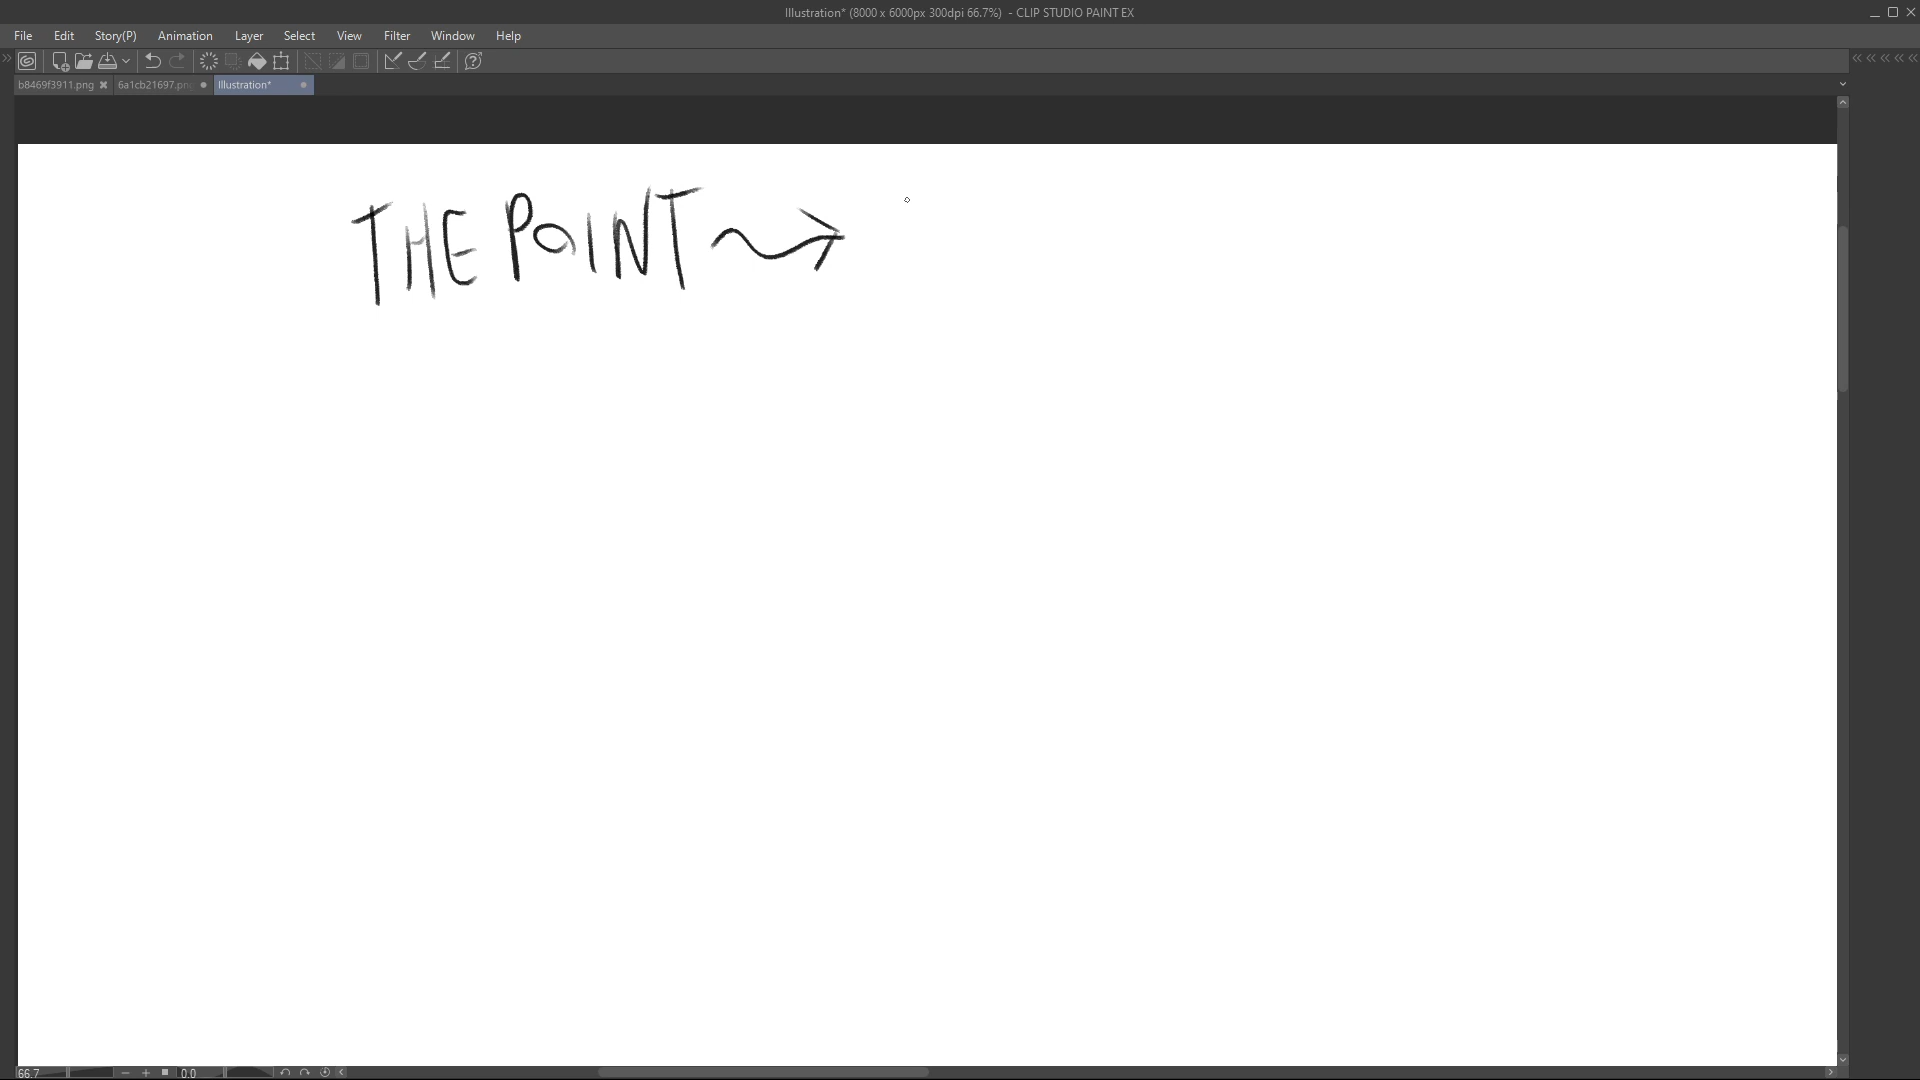 Illustration* (8000 x 6000px 300dpi 66.7%) - CLIP STUDIO PAINT EX
File Edit Story(P) Animation Layer Select View Filter Window Help
b8469f3911.png 6a1cb21697.png Illustration*
THE POINT
66.7 0.0